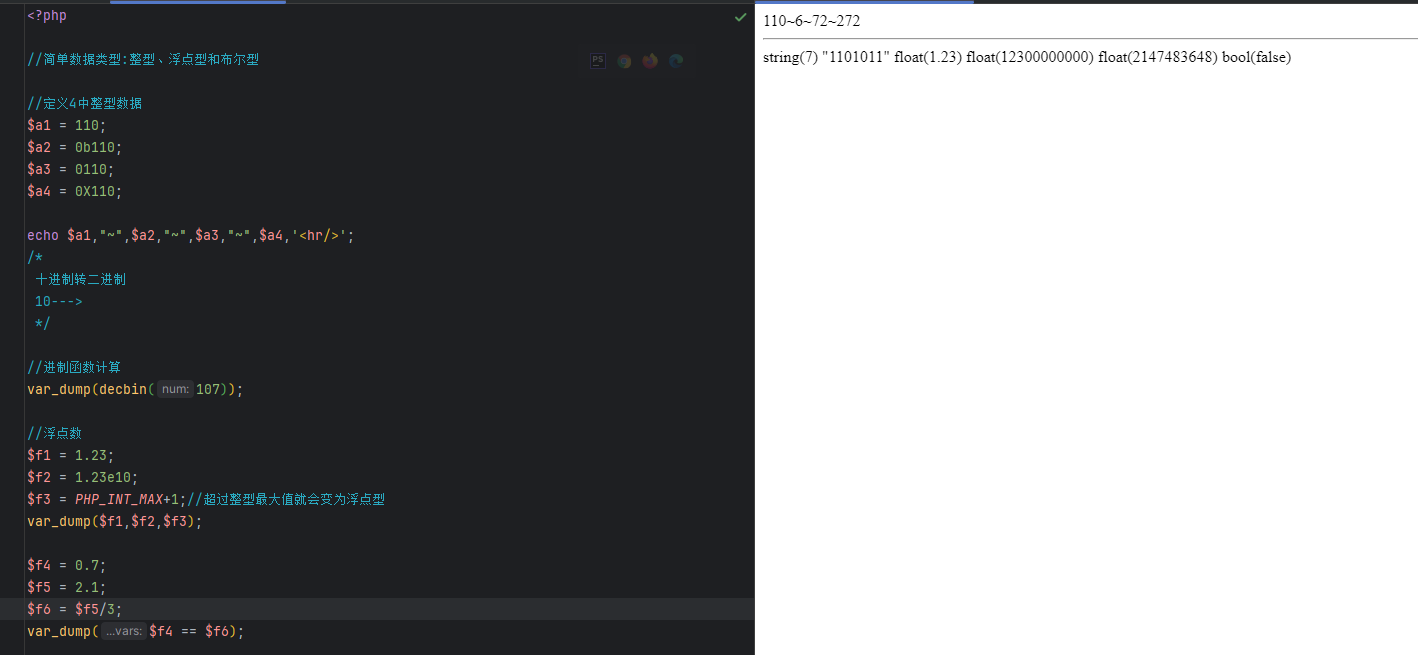 <?php
//简单数据类型:整型、浮点型和布尔型
//定义4中整型数据
$a1 = 110;
$a2 = 0b110;
$a3 = 0110;
$a4 = 0X110;
echo $a1,"~",$a2,"~",$a3,"~",$a4,'<hr/>';
/*
十进制转二进制
10--->
*/
//进制函数计算
var_dump(decbin( num: 107));
//浮点数
$f1 = 1.23;
$f2 = 1.23e10;
$f3 = PHP_INT_MAX+1;//超过整型最大值就会变为浮点型
var_dump($f1,$f2,$f3);
$f4 = 0.7;
$f5 = 2.1;
$f6 = $f5/3;
var_dump( ...vars: $f4 == $f6);
PS
110~6~72~272
string(7) "1101011" float(1.23) float(12300000000) float(2147483648) bool(false)